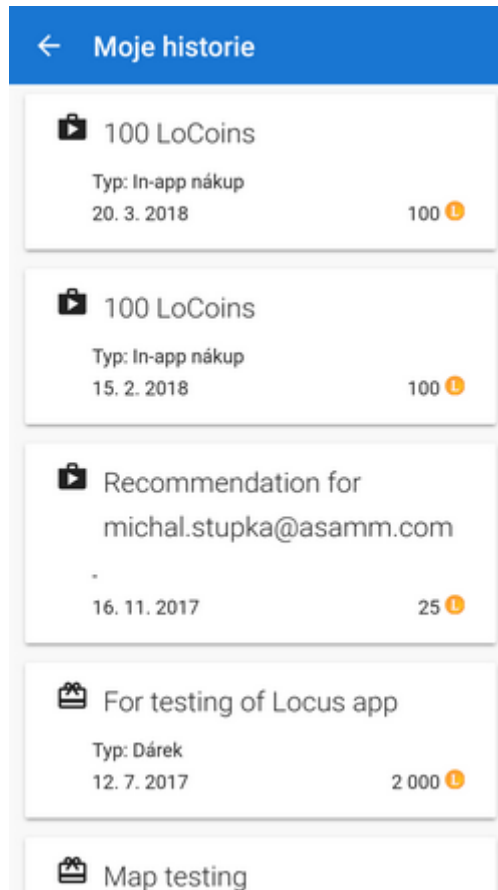 Moje historie
100 LoCoins
Typ: In-app nákup
20. 3. 2018 100 L
100 LoCoins
Typ: In-app nákup
15. 2. 2018 100 L
Recommendation for
michal.stupka@asamm.com
-
16. 11. 2017 25 L
For testing of Locus app
Typ: Dárek
12. 7. 2017 2 000 L
Map testing